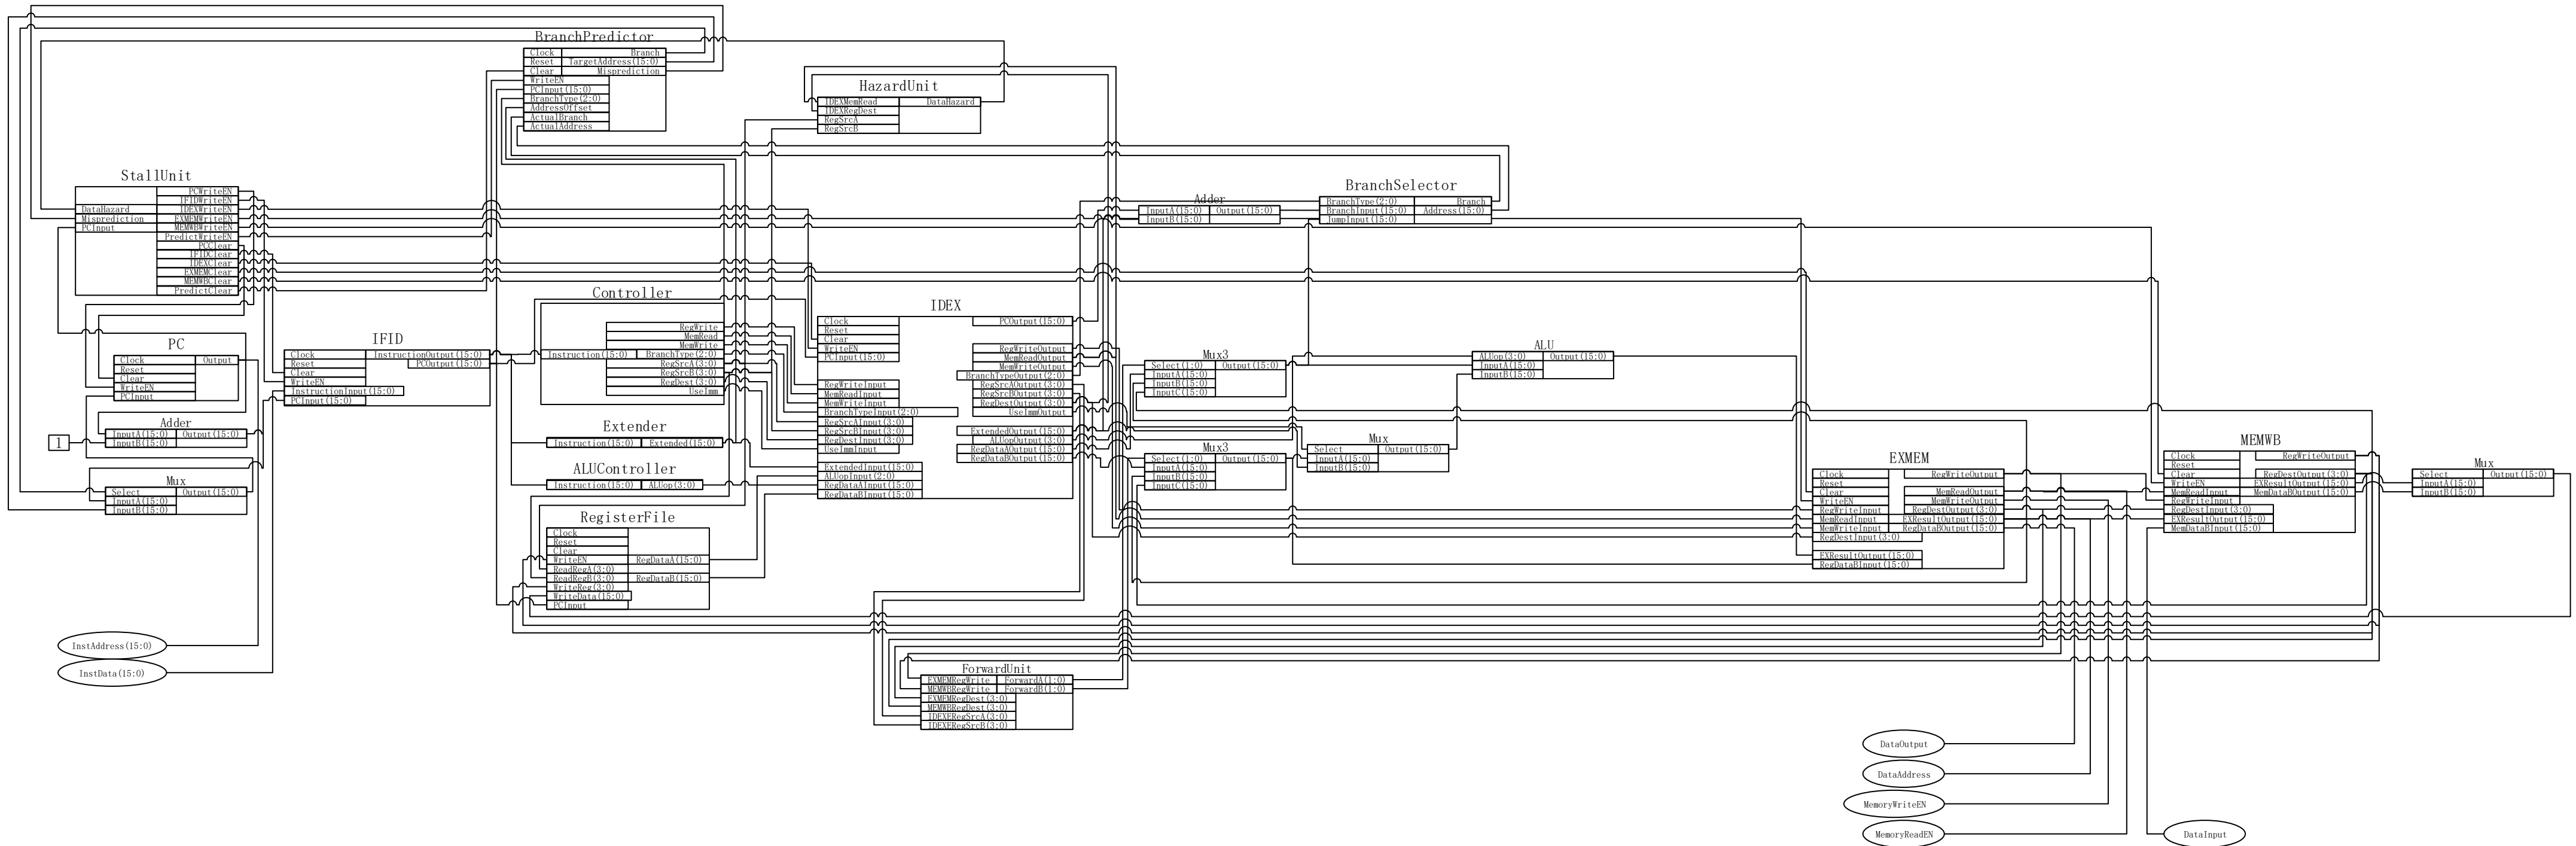 BranchPredictor
Clock Branch
Reset TargetAddress(15:0)
Clear Misprediction
WriteEN
PCInput(15:0)
BranchType(2:0)
AddressOffset
ActualBranch
ActualAddress
HazardUnit
IDEXMemRead DataHazard
IDEXRegDest
RegSrcA
RegSrcB
StallUnit
PCWriteEN
IFIDWriteEN
DataHazard IDEXWriteEN
Misprediction EXMEMWriteEN
PCInput MEMWBWriteEN
PredictWriteEN
PCClear
IFIDClear
IDEXClear
EXMEMClear
MEMWBClear
PredictClear
Adder
InputA(15:0) Output(15:0)
InputB(15:0)
BranchSelector
BranchType(2:0) Branch
BranchInput(15:0) Address(15:0)
JumpInput(15:0)
PC
Clock Output
Reset
Clear
WriteEN
PCInput
IFID
Clock InstructionOutput(15:0)
Reset PCOutput(15:0)
Clear
WriteEN
InstructionInput(15:0)
PCInput(15:0)
Controller
RegWrite
MemRead
MemWrite
Instruction(15:0) BranchType(2:0)
RegSrcA(3:0)
RegSrcB(3:0)
RegDest(3:0)
UseImm
IDEX
Clock PCOutput(15:0)
Reset
Clear
WriteEN RegWriteOutput
PCInput(15:0) MemReadOutput
MemWriteOutput
BranchTypeOutput(2:0)
RegWriteInput RegSrcAOutput(3:0)
MemReadInput RegSrcBOutput(3:0)
MemWriteInput RegDestOutput(3:0)
BranchTypeInput(2:0) UseImmOutput
RegSrcAInput(3:0)
RegSrcBInput(3:0) ExtendedOutput(15:0)
RegDestInput(3:0) ALUopOutput(3:0)
UseImmInput RegDataAOutput(15:0)
RegDataBOutput(15:0)
ExtendedInput(15:0)
ALUopInput(2:0)
RegDataAInput(15:0)
RegDataBInput(15:0)
Mux3
Select(1:0) Output(15:0)
InputA(15:0)
InputB(15:0)
InputC(15:0)
ALU
ALUop(3:0) Output(15:0)
InputA(15:0)
InputB(15:0)
Adder
InputA(15:0) Output(15:0)
1
InputB(15:0)
Extender
Instruction(15:0) Extended(15:0)
Mux3
Select(1:0) Output(15:0)
InputA(15:0)
InputB(15:0)
InputC(15:0)
Mux
Select Output(15:0)
InputA(15:0)
InputB(15:0)
Mux
Select Output(15:0)
InputA(15:0)
InputB(15:0)
ALUController
Instruction(15:0) ALUop(3:0)
EXMEM
Clock RegWriteOutput
Reset
Clear MemReadOutput
WriteEN MemWriteOutput
RegWriteInput RegDestOutput(3:0)
MemReadInput EXResultOutput(15:0)
MemWriteInput RegDataBOutput(15:0)
RegDestInput(3:0)
EXResultOutput(15:0)
RegDataBInput(15:0)
MEMWB
Clock RegWriteOutput
Reset
Clear RegDestOutput(3:0)
WriteEN EXResultOutput(15:0)
MemReadInput MemDataBOutput(15:0)
RegWriteInput
RegDestInput(3:0)
EXResultOutput(15:0)
MemDataBInput(15:0)
Mux
Select Output(15:0)
InputA(15:0)
InputB(15:0)
RegisterFile
Clock
Reset
Clear
WriteEN RegDataA(15:0)
ReadRegA(3:0)
ReadRegB(3:0) RegDataB(15:0)
WriteReg(3:0)
WriteData(15:0)
PCInput
InstAddress(15:0)
InstData(15:0)
ForwardUnit
EXMEMRegWrite ForwardA(1:0)
MEMWBRegWrite ForwardB(1:0)
EXMEMRegDest(3:0)
MEMWBRegDest(3:0)
IDEXERegSrcA(3:0)
IDEXERegSrcB(3:0)
DataOutput
DataAddress
MemoryWriteEN
MemoryReadEN
DataInput